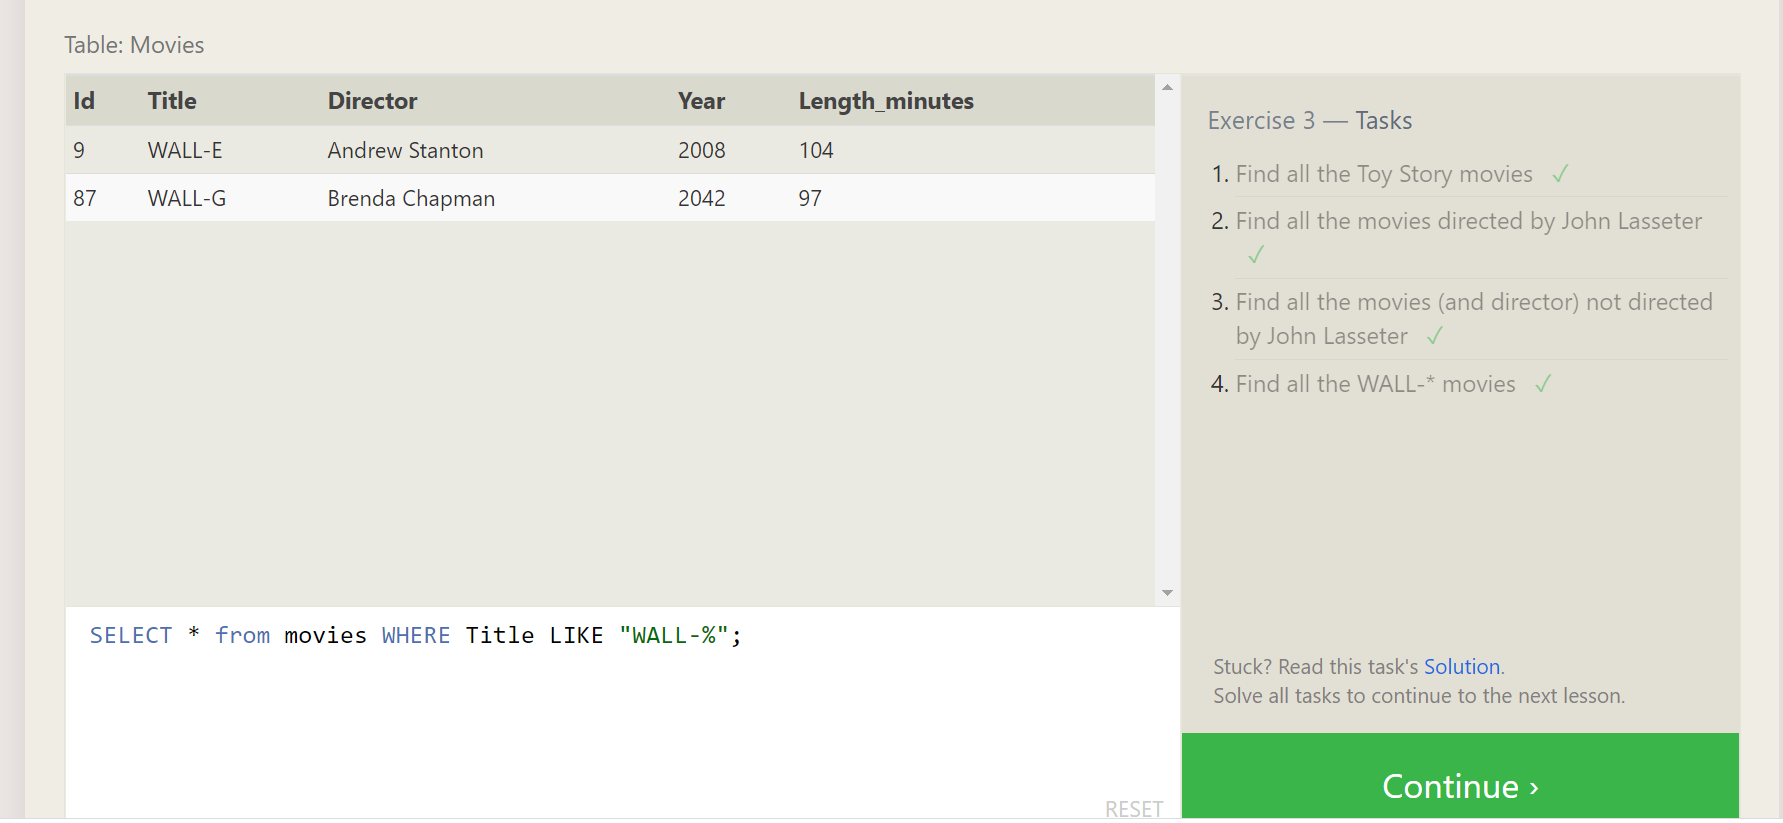 Table: Movies
Id Title Director Year Length_minutes
9 WALL-E Andrew Stanton 2008 104
87 WALL-G Brenda Chapman 2042 97
SELECT * from movies WHERE Title LIKE "WALL-%";
RESET
Exercise 3 — Tasks
1. Find all the Toy Story movies ✓
2. Find all the movies directed by John Lasseter
✓
3. Find all the movies (and director) not directed
by John Lasseter ✓
4. Find all the WALL-* movies ✓
Stuck? Read this task's Solution.
Solve all tasks to continue to the next lesson.
Continue ›